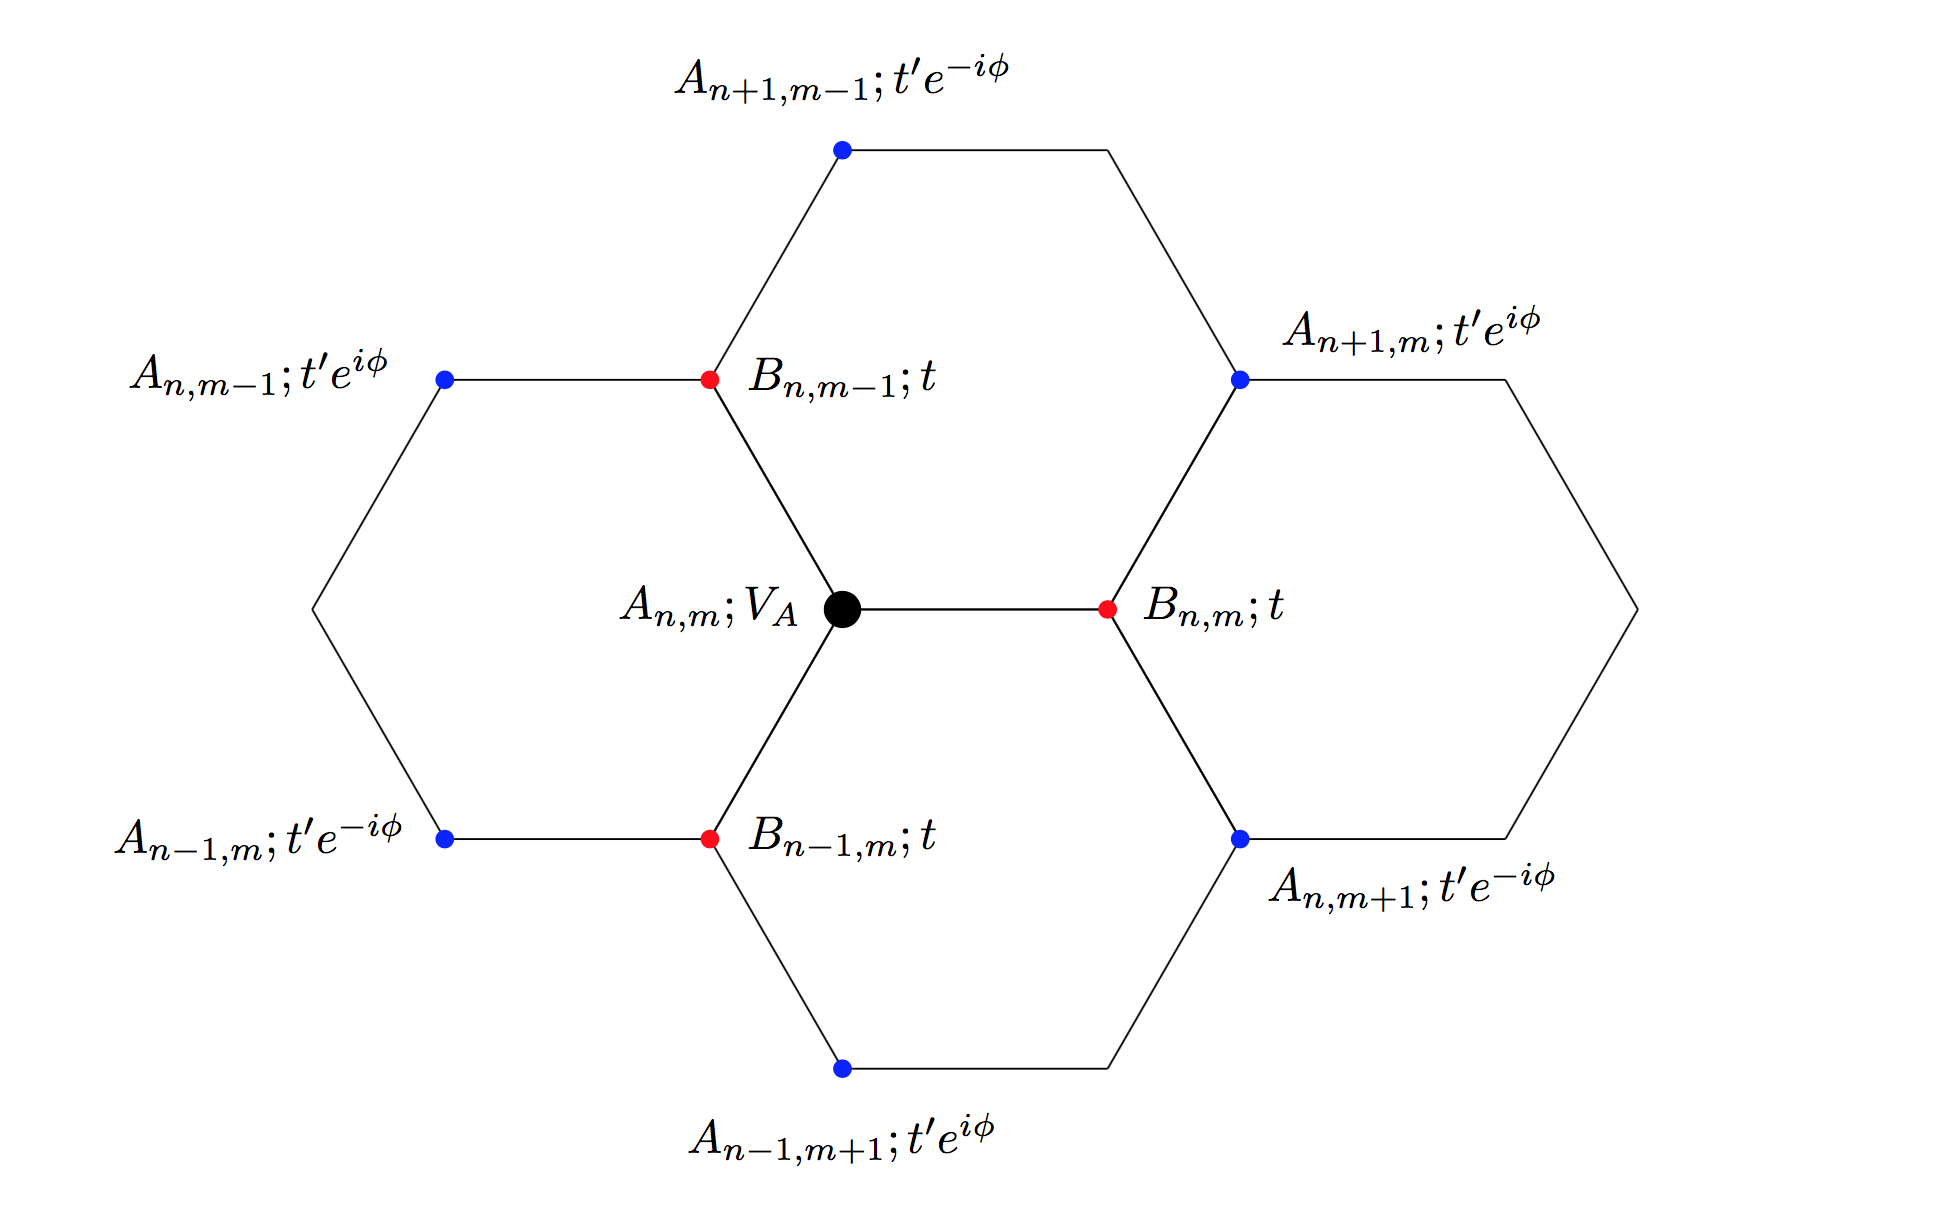 $A_{n+1,m-1}; t'e^{-i\phi}$
$A_{n+1,m}; t'e^{i\phi}$
$A_{n,m-1}; t'e^{i\phi}$
$B_{n,m-1}; t$
$A_{n,m}; V_A$
$B_{n,m}; t$
$A_{n-1,m}; t'e^{-i\phi}$
$B_{n-1,m}; t$
$A_{n,m+1}; t'e^{-i\phi}$
$A_{n-1,m+1}; t'e^{i\phi}$